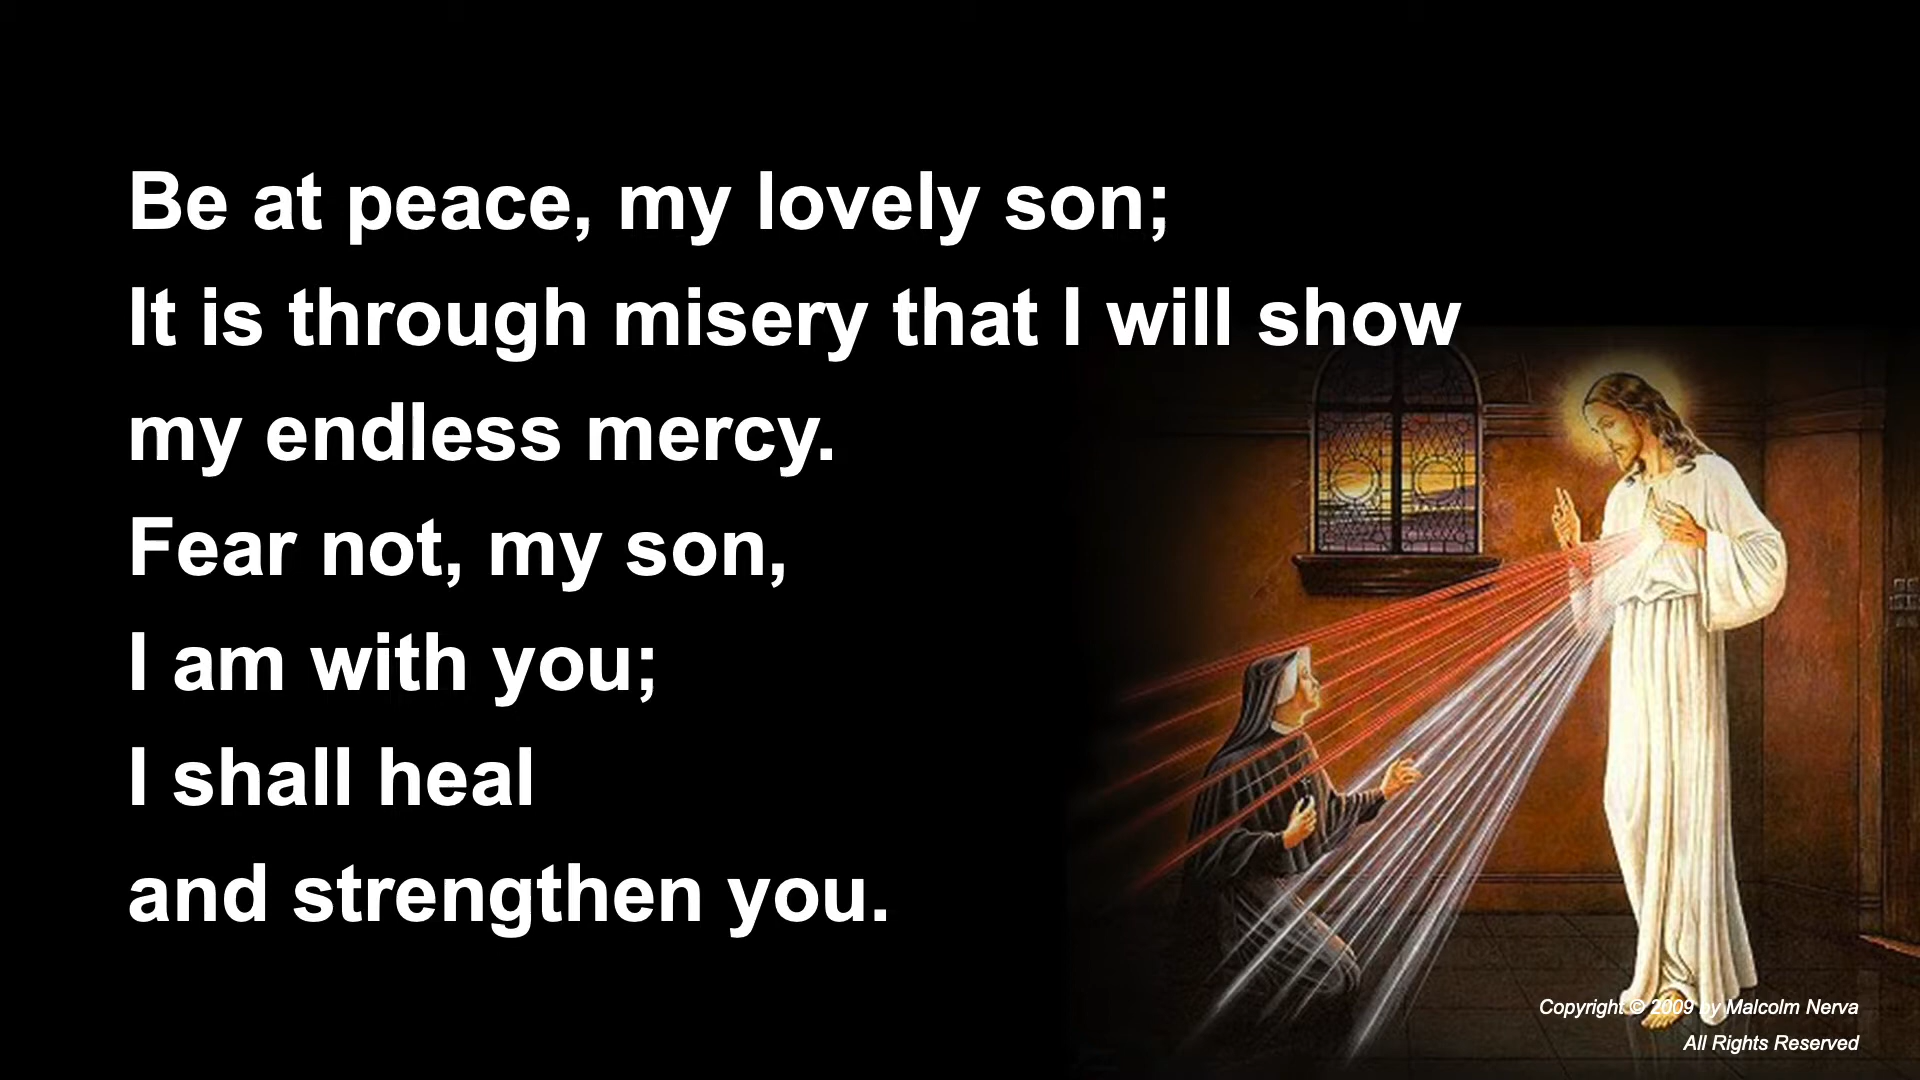 Be at peace, my lovely son;
It is through misery that I will show
my endless mercy.
Fear not, my son,
I am with you;
I shall heal
and strengthen you.
Copyright © 2009 by Malcolm Nerva
All Rights Reserved